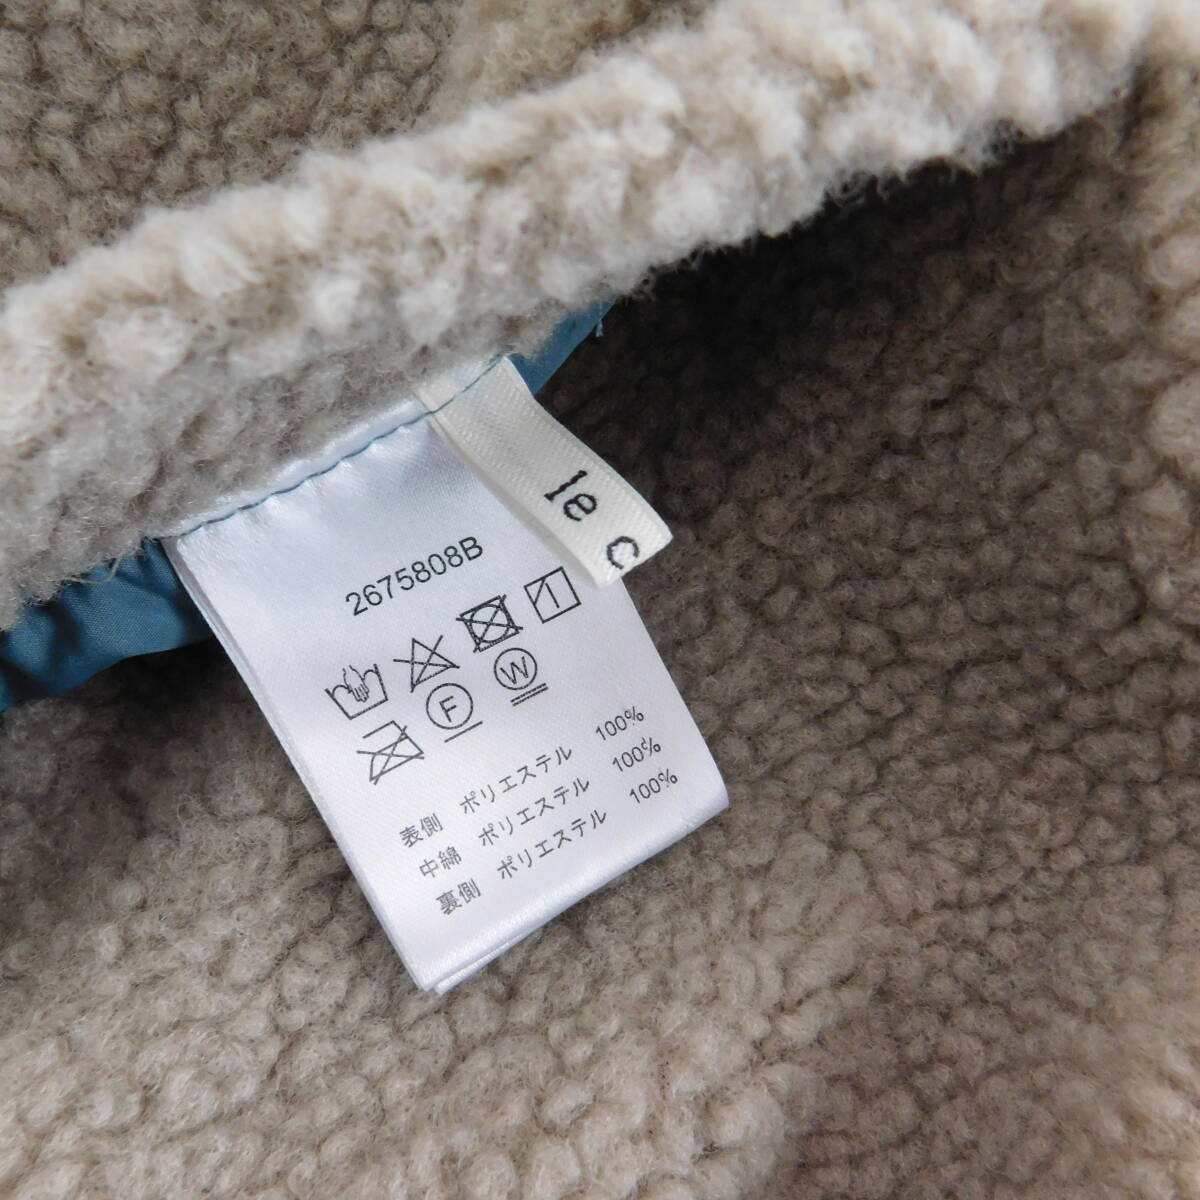 le c
2675808B
F
W
表側 ポリエステル 100%
中綿 ポリエステル 100%
裏側 ポリエステル 100%